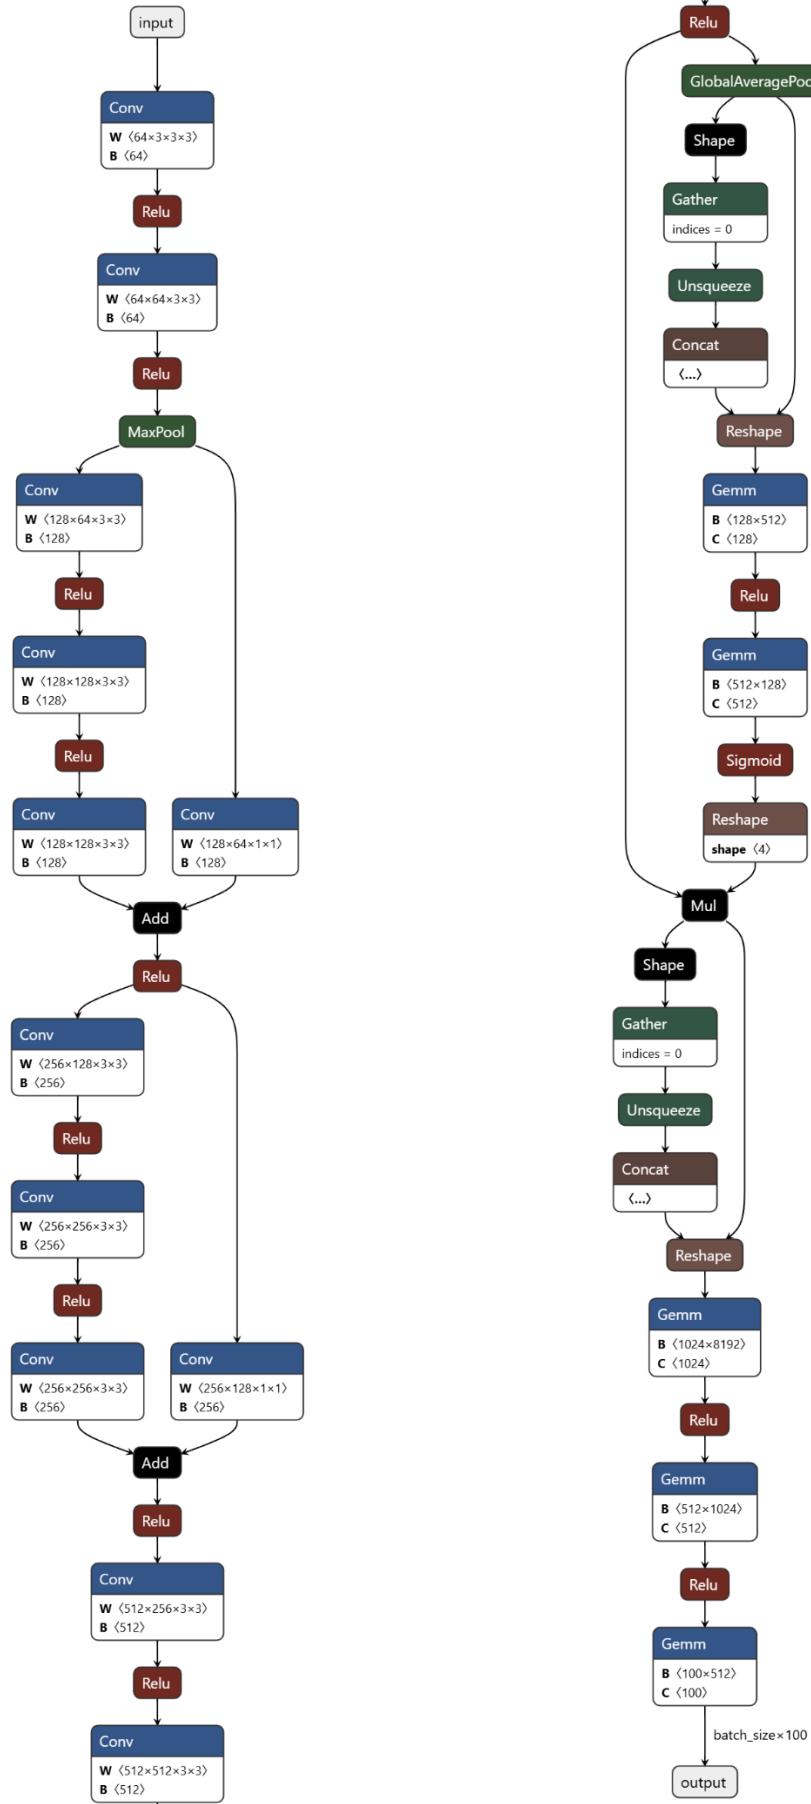 input
Conv
W 〈64×3×3×3〉
B 〈64〉
Relu
Conv
W 〈64×64×3×3〉
B 〈64〉
Relu
MaxPool
Conv
W 〈128×64×3×3〉
B 〈128〉
Relu
Conv
W 〈128×128×3×3〉
B 〈128〉
Relu
Conv
W 〈128×128×3×3〉
B 〈128〉
Conv
W 〈128×64×1×1〉
B 〈128〉
Add
Relu
Conv
W 〈256×128×3×3〉
B 〈256〉
Relu
Conv
W 〈256×256×3×3〉
B 〈256〉
Relu
Conv
W 〈256×256×3×3〉
B 〈256〉
Conv
W 〈256×128×1×1〉
B 〈256〉
Add
Relu
Conv
W 〈512×256×3×3〉
B 〈512〉
Relu
Conv
W 〈512×512×3×3〉
B 〈512〉
Relu
GlobalAveragePoo
Shape
Gather
indices = 0
Unsqueeze
Concat
〈...〉
Reshape
Gemm
B 〈128×512〉
C 〈128〉
Relu
Gemm
B 〈512×128〉
C 〈512〉
Sigmoid
Reshape
shape 〈4〉
Mul
Shape
Gather
indices = 0
Unsqueeze
Concat
〈...〉
Reshape
Gemm
B 〈1024×8192〉
C 〈1024〉
Relu
Gemm
B 〈512×1024〉
C 〈512〉
Relu
Gemm
B 〈100×512〉
C 〈100〉
batch_size×100
output